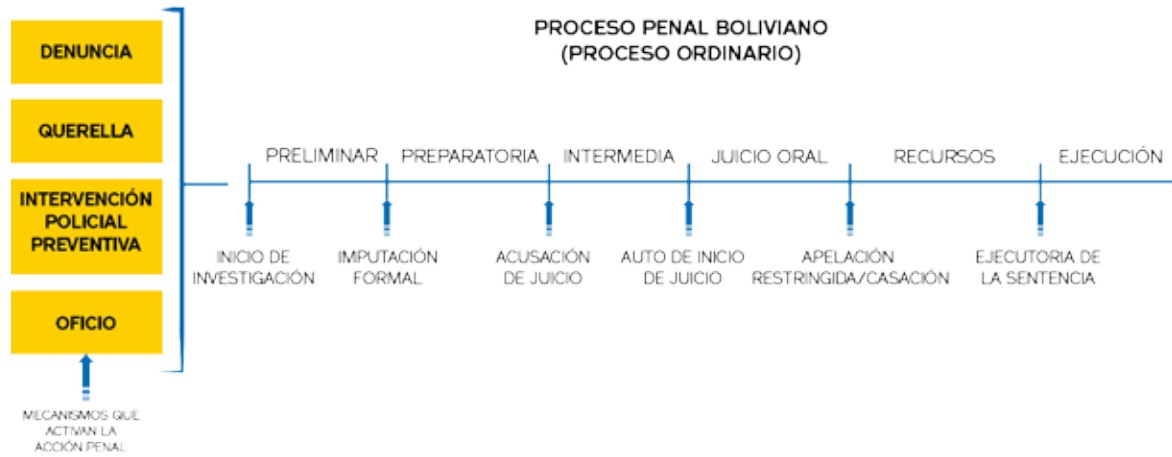 PROCESO PENAL BOLIVIANO
(PROCESO ORDINARIO)
DENUNCIA
QUERELLA
INTERVENCIÓN
POLICIAL
PREVENTIVA
OFICIO
MECANISMOS QUE
ACTIVAN LA
ACCIÓN PENAL
PRELIMINAR
PREPARATORIA
INTERMEDIA
JUICIO ORAL
RECURSOS
EJECUCIÓN
INICIO DE
INVESTIGACIÓN
IMPUTACIÓN
FORMAL
ACUSACIÓN
DE JUICIO
AUTO DE INICIO
DE JUICIO
APELACIÓN
RESTRINGIDA/CASACIÓN
EJECUTORIA DE
LA SENTENCIA